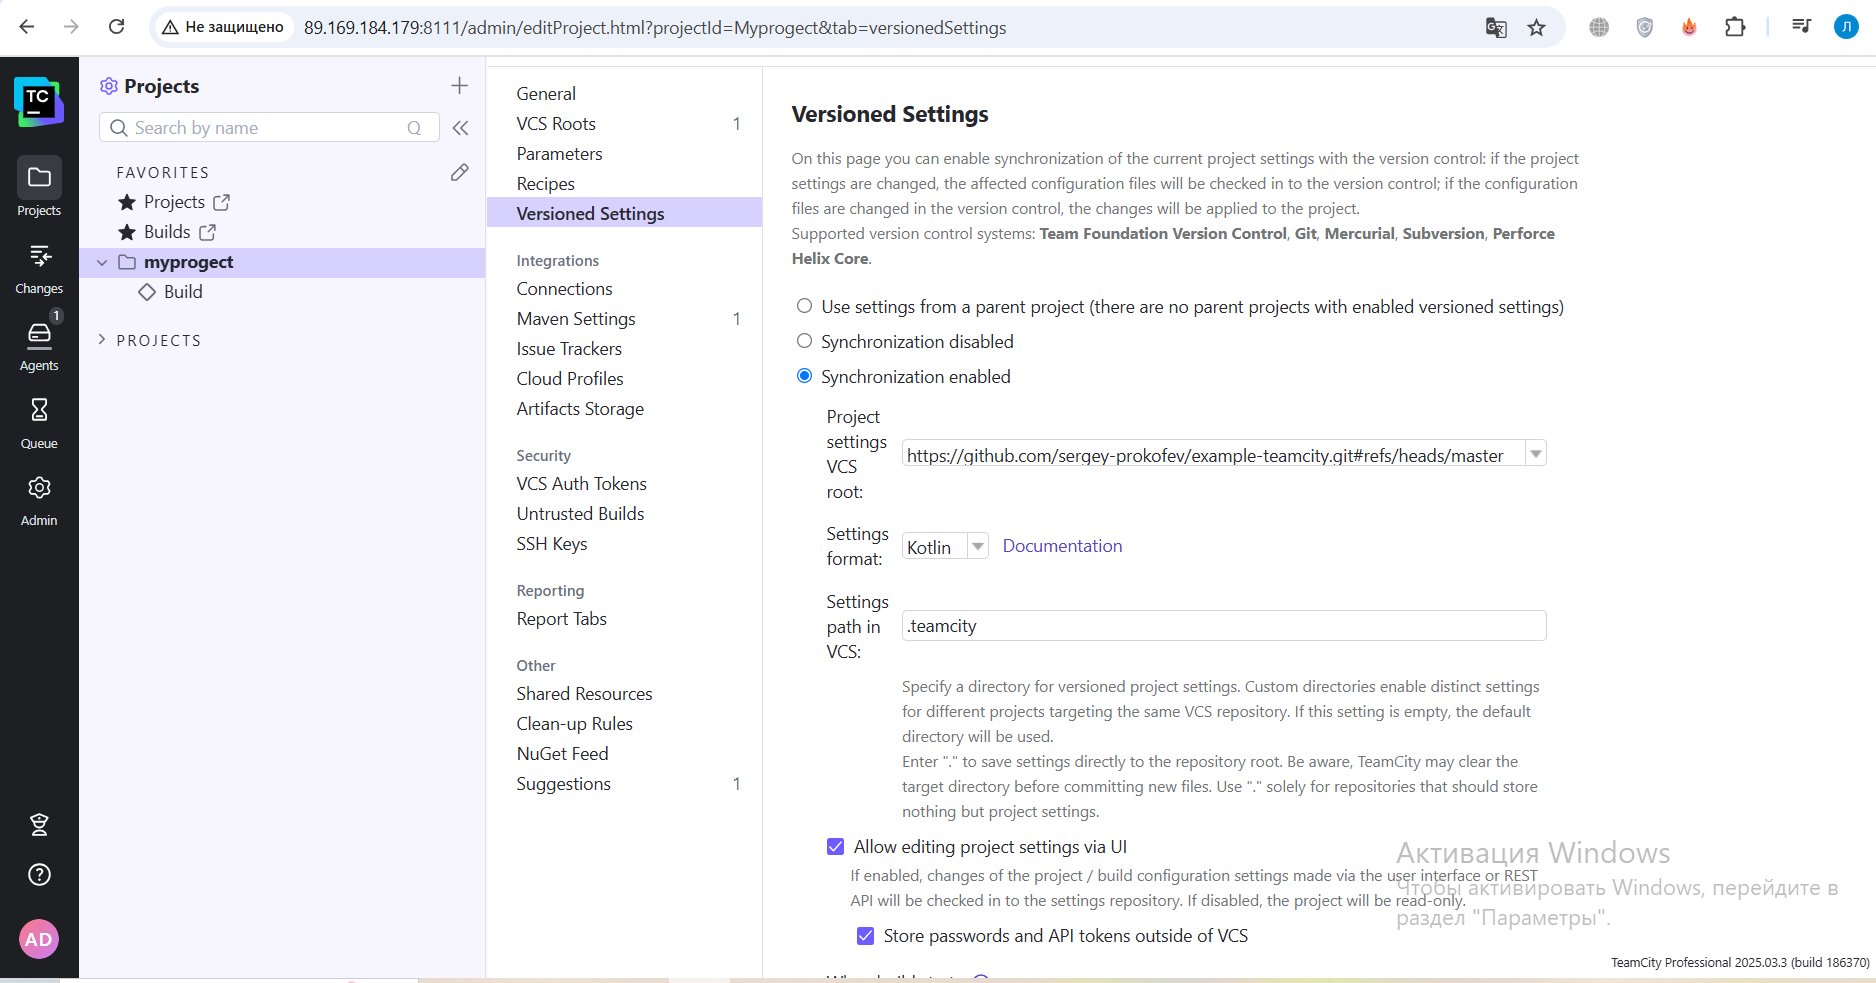 Не защищено
89.169.184.179:8111/admin/editProject.html?projectId=Myprogect&tab=versionedSettings
Л
TC
Projects
Changes
1
Agents
Queue
Admin
AD
Projects
Search by name
Q
FAVORITES
Projects
Builds
myprogect
Build
PROJECTS
General
VCS Roots 1
Parameters
Recipes
Versioned Settings
Integrations
Connections
Maven Settings 1
Issue Trackers
Cloud Profiles
Artifacts Storage
Security
VCS Auth Tokens
Untrusted Builds
SSH Keys
Reporting
Report Tabs
Other
Shared Resources
Clean-up Rules
NuGet Feed
Suggestions 1
Versioned Settings
On this page you can enable synchronization of the current project settings with the version control: if the project
settings are changed, the affected configuration files will be checked in to the version control; if the configuration
files are changed in the version control, the changes will be applied to the project.
Supported version control systems: Team Foundation Version Control, Git, Mercurial, Subversion, Perforce
Helix Core.
Use settings from a parent project (there are no parent projects with enabled versioned settings)
Synchronization disabled
Synchronization enabled
Project
settings
VCS
root:
https://github.com/sergey-prokofev/example-teamcity.git#refs/heads/master
Settings
format:
Kotlin
Documentation
Settings
path in
VCS:
.teamcity
Specify a directory for versioned project settings. Custom directories enable distinct settings
for different projects targeting the same VCS repository. If this setting is empty, the default
directory will be used.
Enter "." to save settings directly to the repository root. Be aware, TeamCity may clear the
target directory before committing new files. Use "." solely for repositories that should store
nothing but project settings.
Allow editing project settings via UI
If enabled, changes of the project / build configuration settings made via the user interface or REST
API will be checked in to the settings repository. If disabled, the project will be read-only.
Store passwords and API tokens outside of VCS
Активация Windows
Чтобы активировать Windows, перейдите в
раздел "Параметры".
TeamCity Professional 2025.03.3 (build 186370)